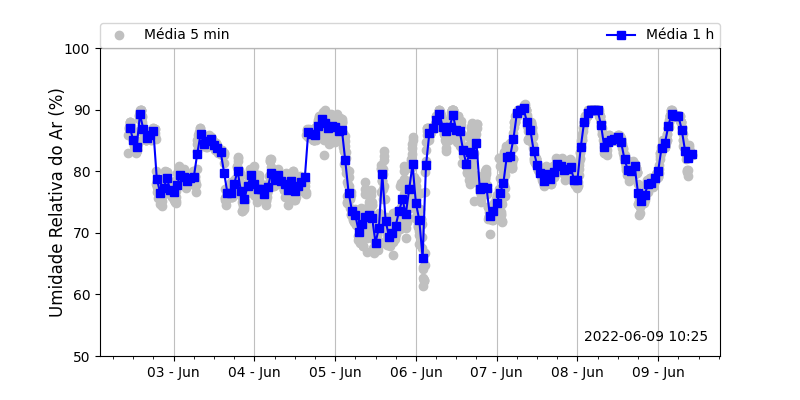 Média 5 min
Média 1 h
Umidade Relativa do Ar (%)
100
90
80
70
60
50
2022-06-09 10:25
03 - Jun
04 - Jun
05 - Jun
06 - Jun
07 - Jun
08 - Jun
09 - Jun